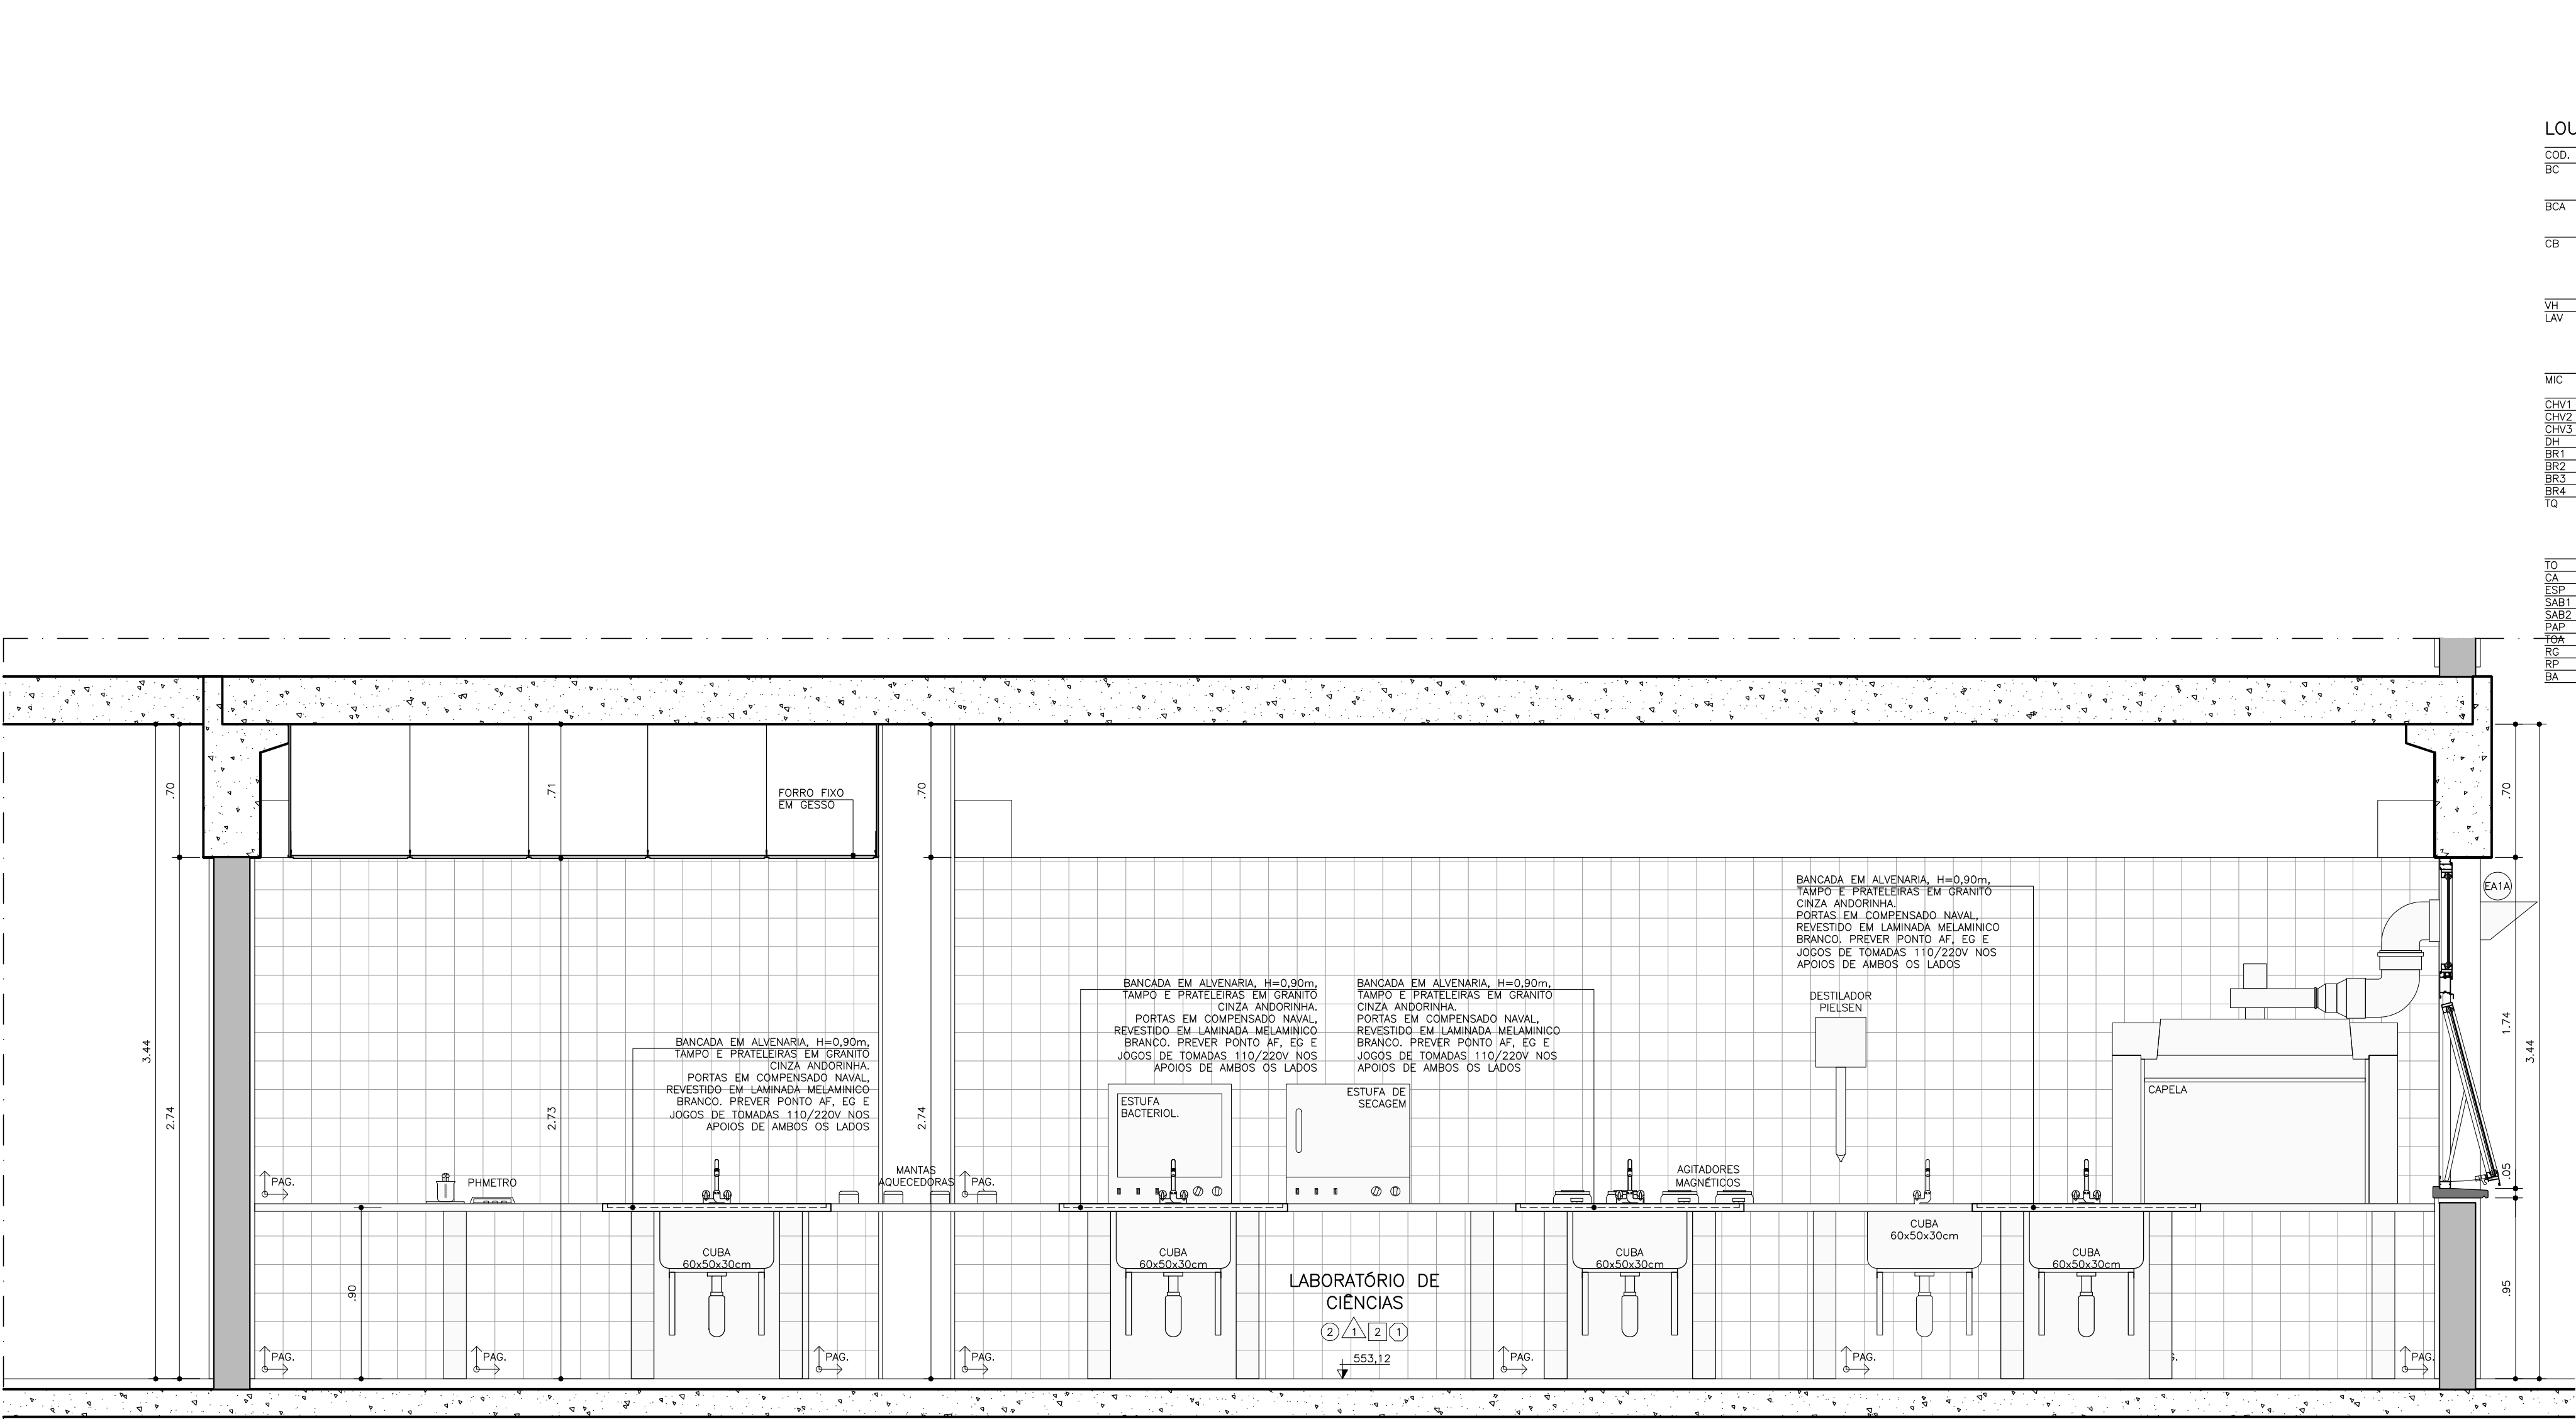 LOU
COD.
BC
BCA
CB
VH
LAV
MIC
CHV1
CHV2
CHV3
DH
BR1
BR2
BR3
BR4
TQ
TO
CA
ESP
SAB1
SAB2
PAP
TOA
RG
RP
BA
.70
.71
.70
.70
FORRO FIXO
EM GESSO
3.44
2.74
2.73
2.74
.90
BANCADA EM ALVENARIA, H=0,90m,
TAMPO E PRATELEIRAS EM GRANITO
CINZA ANDORINHA.
PORTAS EM COMPENSADO NAVAL,
REVESTIDO EM LAMINADA MELAMINICO
BRANCO. PREVER PONTO AF, EG E
JOGOS DE TOMADAS 110/220V NOS
APOIOS DE AMBOS OS LADOS
BANCADA EM ALVENARIA, H=0,90m,
TAMPO E PRATELEIRAS EM GRANITO
CINZA ANDORINHA.
PORTAS EM COMPENSADO NAVAL,
REVESTIDO EM LAMINADA MELAMINICO
BRANCO. PREVER PONTO AF, EG E
JOGOS DE TOMADAS 110/220V NOS
APOIOS DE AMBOS OS LADOS
BANCADA EM ALVENARIA, H=0,90m,
TAMPO E PRATELEIRAS EM GRANITO
CINZA ANDORINHA.
PORTAS EM COMPENSADO NAVAL,
REVESTIDO EM LAMINADA MELAMINICO
BRANCO. PREVER PONTO AF, EG E
JOGOS DE TOMADAS 110/220V NOS
APOIOS DE AMBOS OS LADOS
BANCADA EM ALVENARIA, H=0,90m,
TAMPO E PRATELEIRAS EM GRANITO
CINZA ANDORINHA.
PORTAS EM COMPENSADO NAVAL,
REVESTIDO EM LAMINADA MELAMINICO
BRANCO. PREVER PONTO AF, EG E
JOGOS DE TOMADAS 110/220V NOS
APOIOS DE AMBOS OS LADOS
EA1A
DESTILADOR
PIELSEN
CAPELA
1.74
3.44
.05
.95
ESTUFA
BACTERIOL.
ESTUFA DE
SECAGEM
PAG.
PHMETRO
MANTAS
AQUECEDORAS
PAG.
AGITADORES
MAGNÉTICOS
CUBA
60x50x30cm
CUBA
60x50x30cm
CUBA
60x50x30cm
CUBA
60x50x30cm
CUBA
60x50x30cm
LABORATÓRIO DE
CIÊNCIAS
2 1 2 1
553,12
PAG.
PAG.
PAG.
PAG.
PAG.
PAG.
PAG.